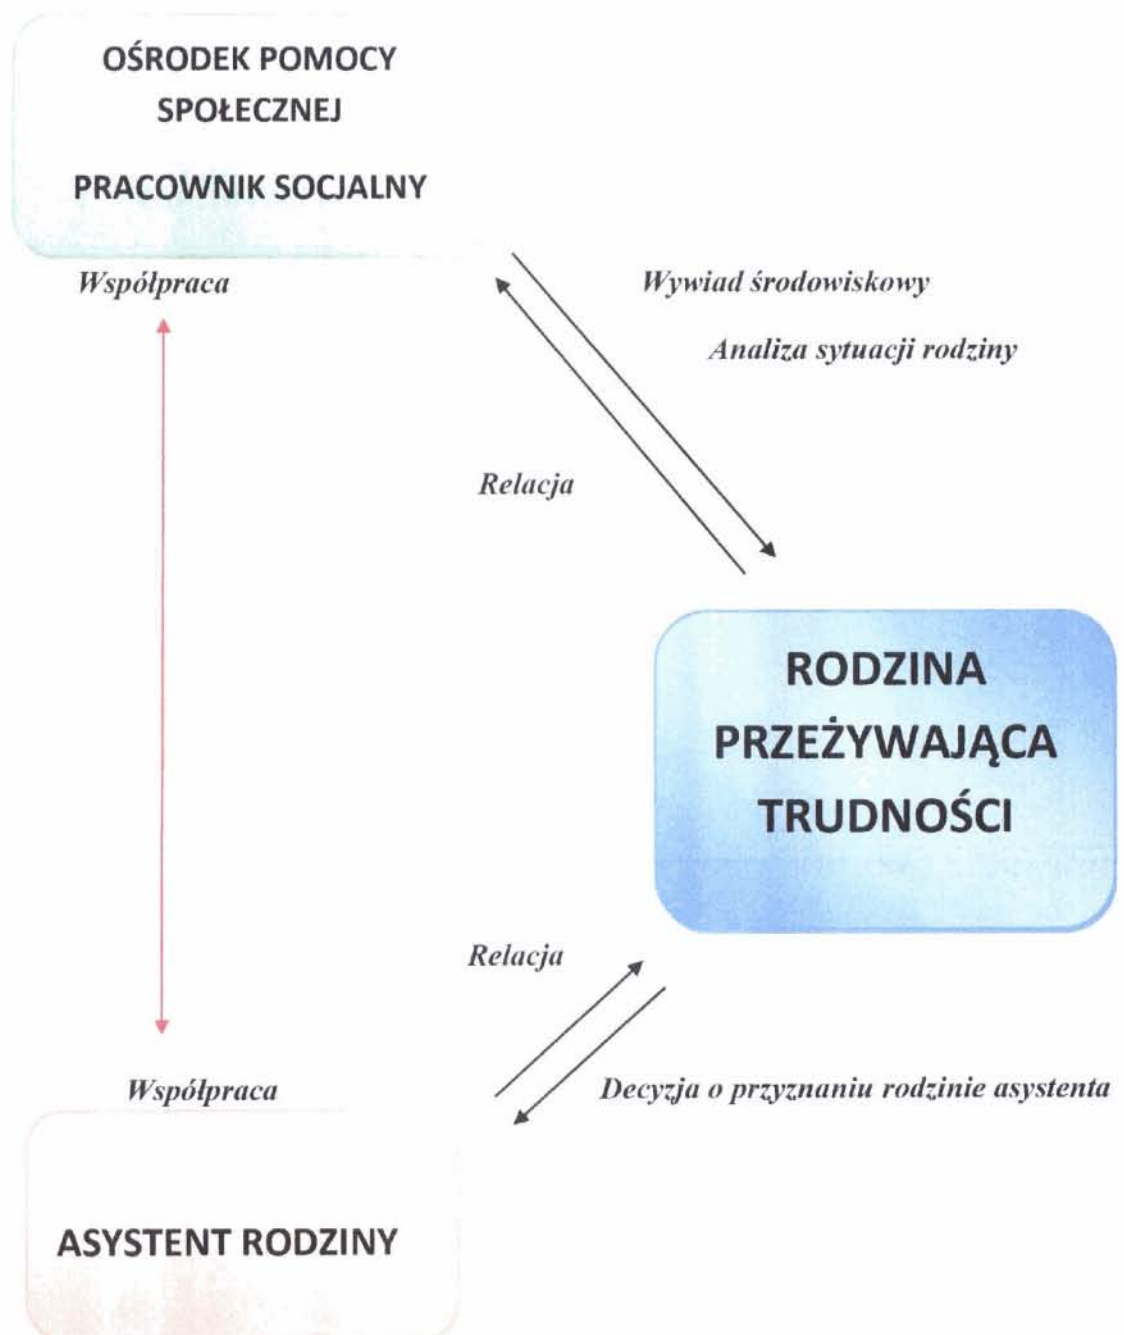 OŚRODEK POMOCY
SPOŁECZNEJ
PRACOWNIK SOCJALNY
Współpraca
Wywiad środowiskowy
Analiza sytuacji rodziny
Relacja
RODZINA
PRZEŻYWAJĄCA
TRUDNOŚCI
Relacja
Współpraca
Decyzja o przyznaniu rodzinie asystenta
ASYSTENT RODZINY